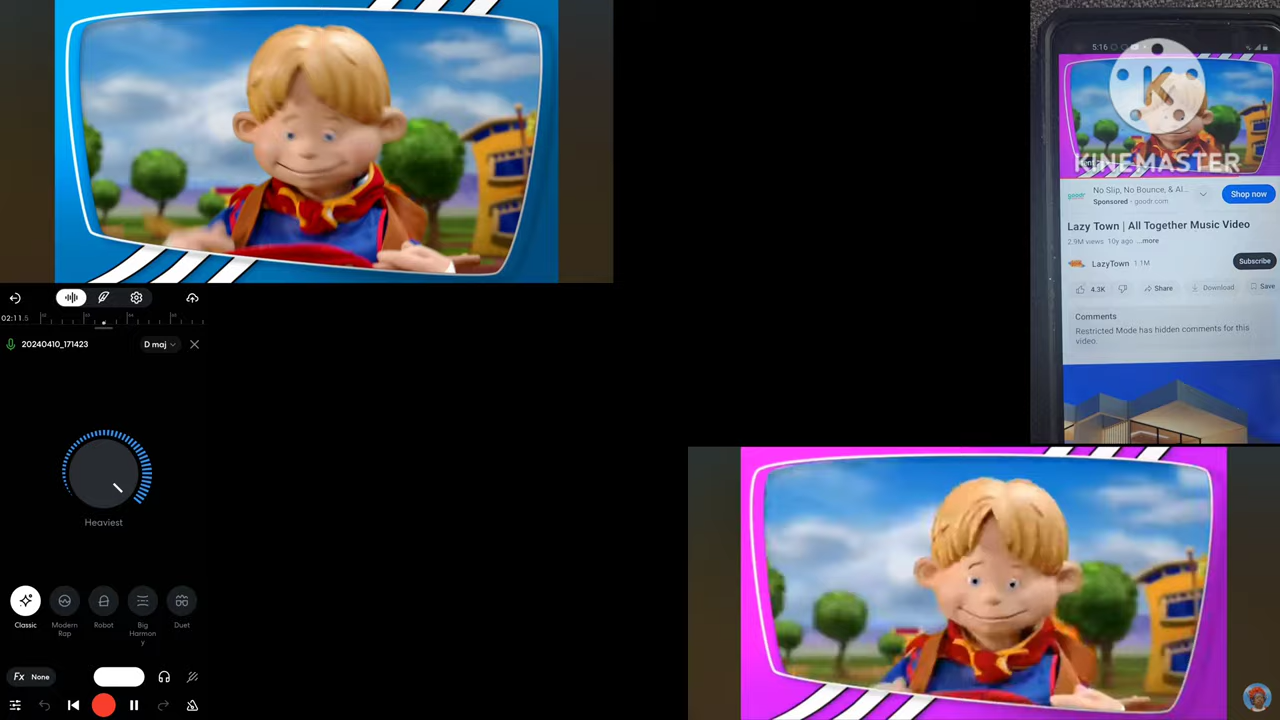 5:16
KINEMASTER
goodr
No Slip, No Bounce, & Al...
Sponsored • goodr.com
Shop now
Lazy Town | All Together Music Video
2.9M views 10y ago ...more
LazyTown 1.1M
Subscribe
4.3K
Share
Download
Save
Comments
Restricted Mode has hidden comments for this
video.
02:11.5
20240410_171423
D maj
Heaviest
Classic
Modern
Rap
Robot
Big
Harmon
y
Duet
Fx None